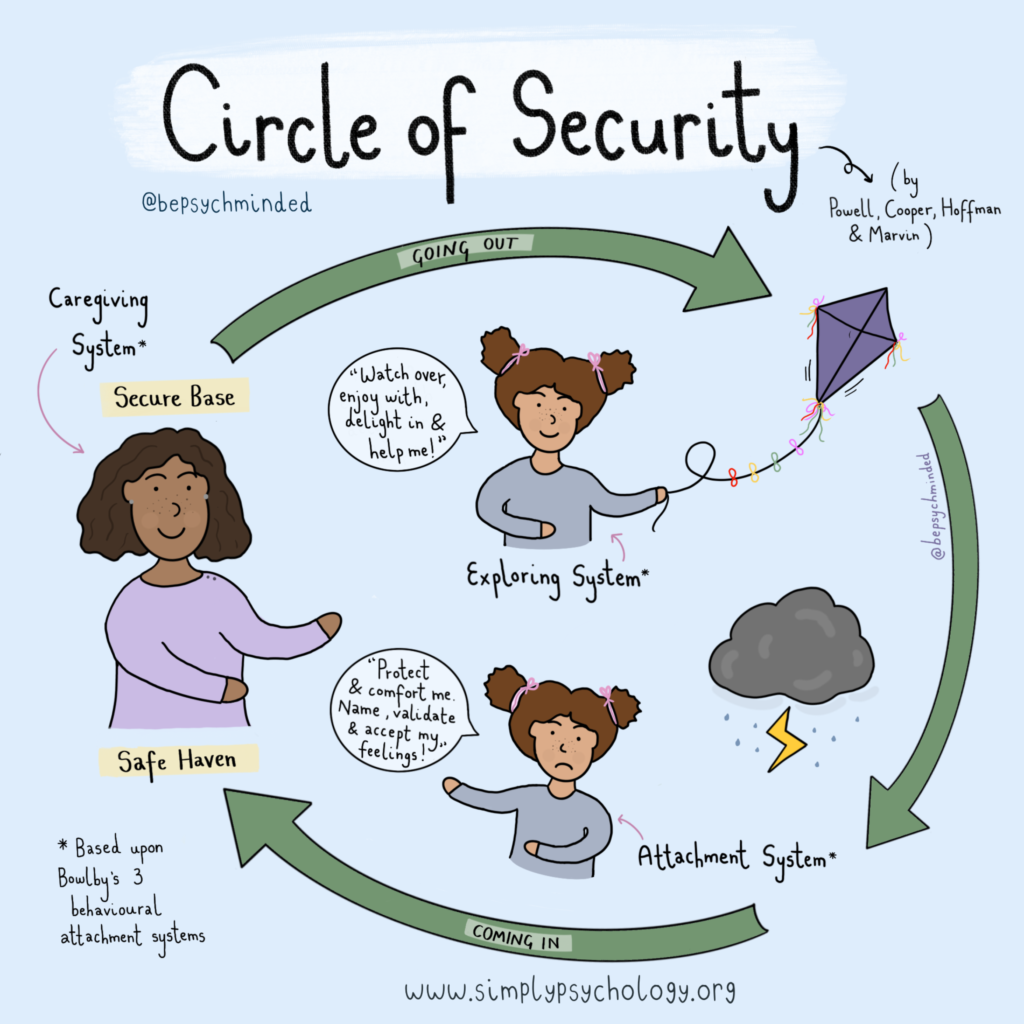 Circle of Security
@bepsychminded
(by
Powell, Cooper, Hoffman
& Marvin)
GOING OUT
Caregiving
System*
Secure Base
"Watch over,
enjoy with,
delight in &
help me!"
Exploring System*
@bepsychminded
"Protect
& comfort me.
Name, validate
& accept my
feelings!"
Safe Haven
Attachment System*
* Based upon
Bowlby's 3
behavioural
attachment systems
COMING IN
www.simplypsychology.org